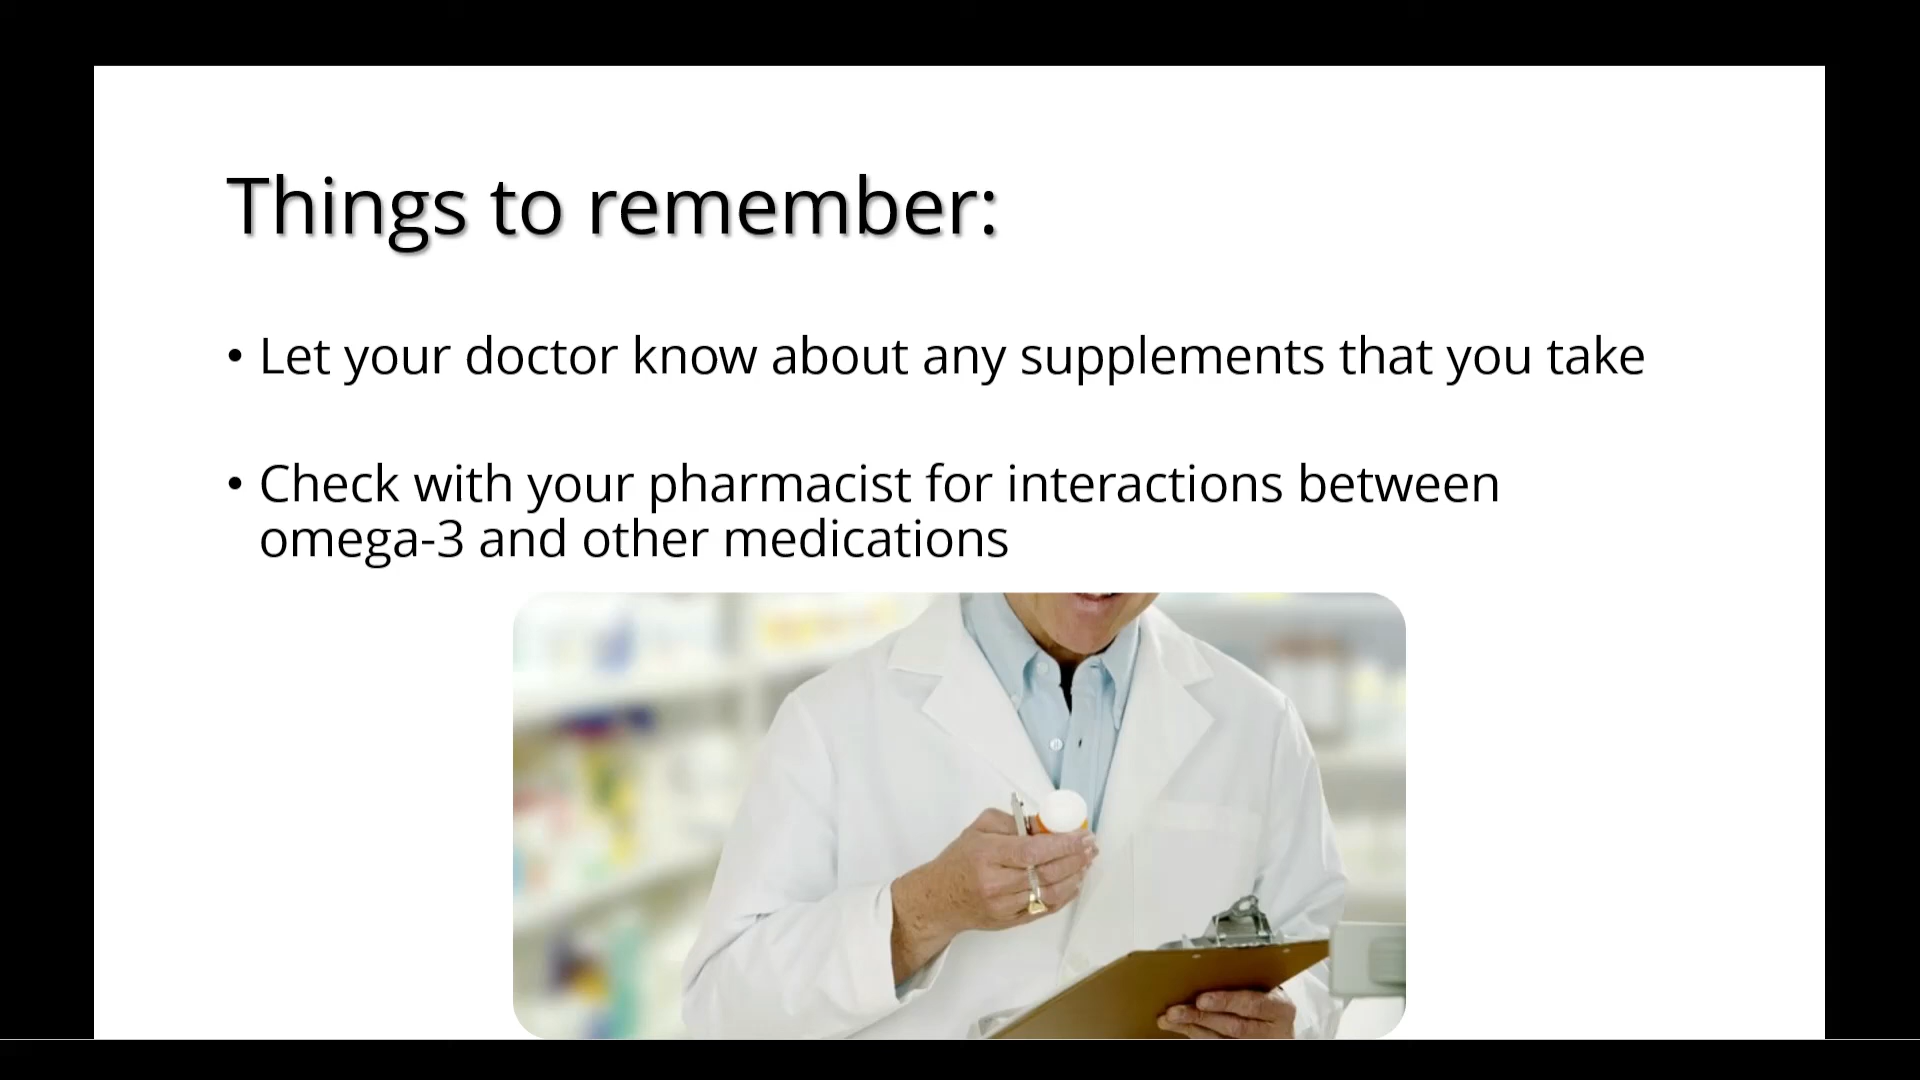 Things to remember:
• Let your doctor know about any supplements that you take
• Check with your pharmacist for interactions between
omega-3 and other medications